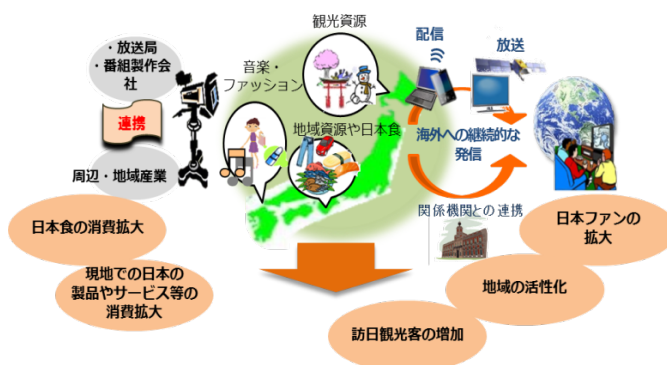 ・放送局
・番組製作会
社
連携
周辺・地域産業
観光資源
音楽・
ファッション
地域資源や日本食
配信
放送
海外への継続的な
発信
関係機関との連携
日本食の消費拡大
現地での日本の
製品やサービス等の
消費拡大
日本ファンの
拡大
地域の活性化
訪日観光客の増加